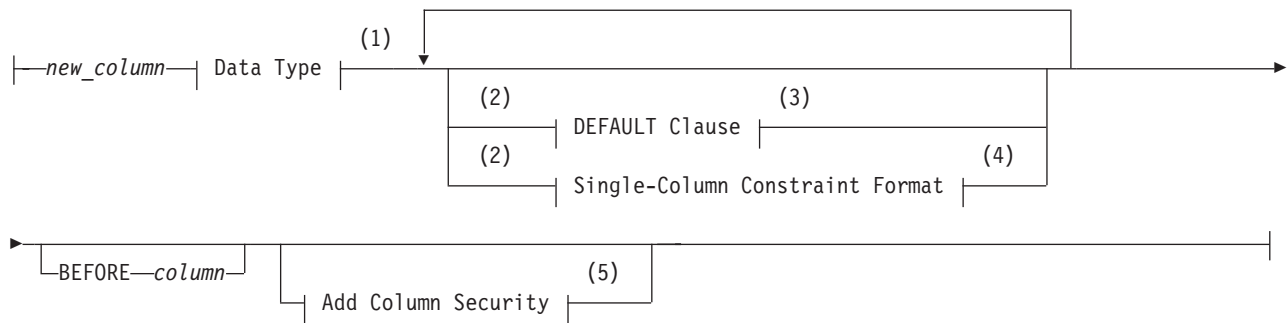 (1)
new_column Data Type
(2) (3)
DEFAULT Clause
(2) (4)
Single-Column Constraint Format
BEFORE column
(5)
Add Column Security